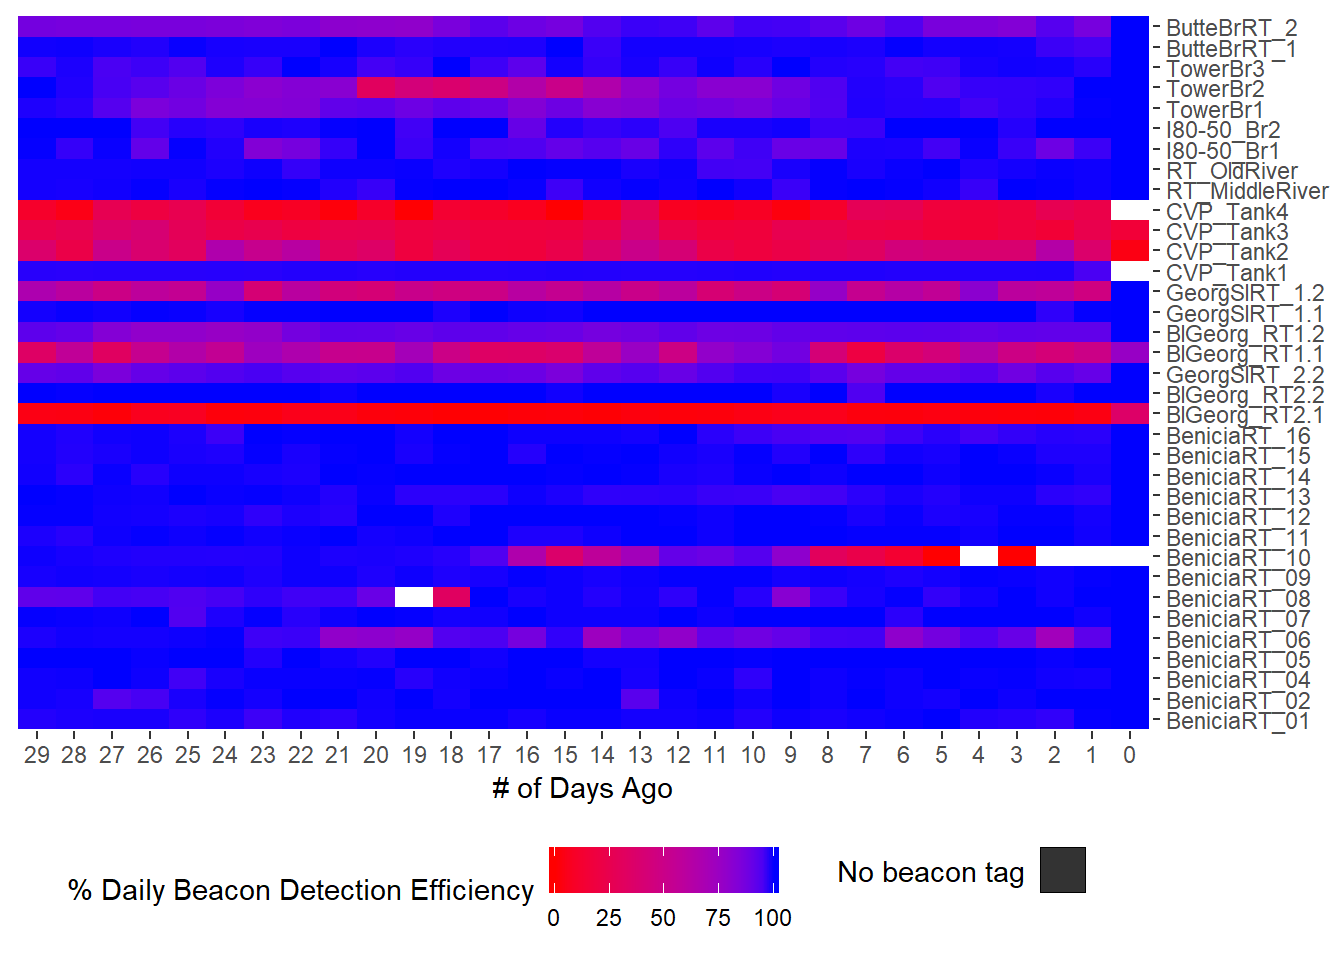 ButteBrRT_2
ButteBrRT_1
TowerBr3
TowerBr2
TowerBr1
I80-50_Br2
I80-50_Br1
RT_OldRiver
RT_MiddleRiver
CVP_Tank4
CVP_Tank3
CVP_Tank2
CVP_Tank1
GeorgSlRT_1.2
GeorgSlRT_1.1
BlGeorg_RT1.2
BlGeorg_RT1.1
GeorgSlRT_2.2
BlGeorg_RT2.2
BlGeorg_RT2.1
BeniciaRT_16
BeniciaRT_15
BeniciaRT_14
BeniciaRT_13
BeniciaRT_12
BeniciaRT_11
BeniciaRT_10
BeniciaRT_09
BeniciaRT_08
BeniciaRT_07
BeniciaRT_06
BeniciaRT_05
BeniciaRT_04
BeniciaRT_02
BeniciaRT_01
29 28 27 26 25 24 23 22 21 20 19 18 17 16 15 14 13 12 11 10 9 8 7 6 5 4 3 2 1 0
# of Days Ago
% Daily Beacon Detection Efficiency
0 25 50 75 100
No beacon tag